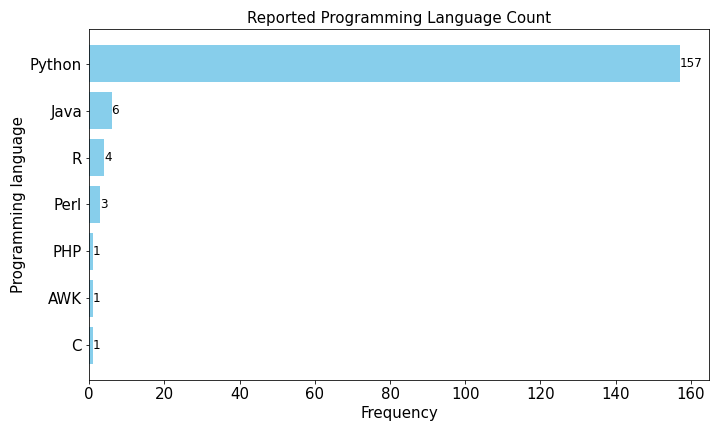 Reported Programming Language Count
Programming language
Python 157
Java 6
R 4
Perl 3
PHP 1
AWK 1
C 1
0 20 40 60 80 100 120 140 160
Frequency